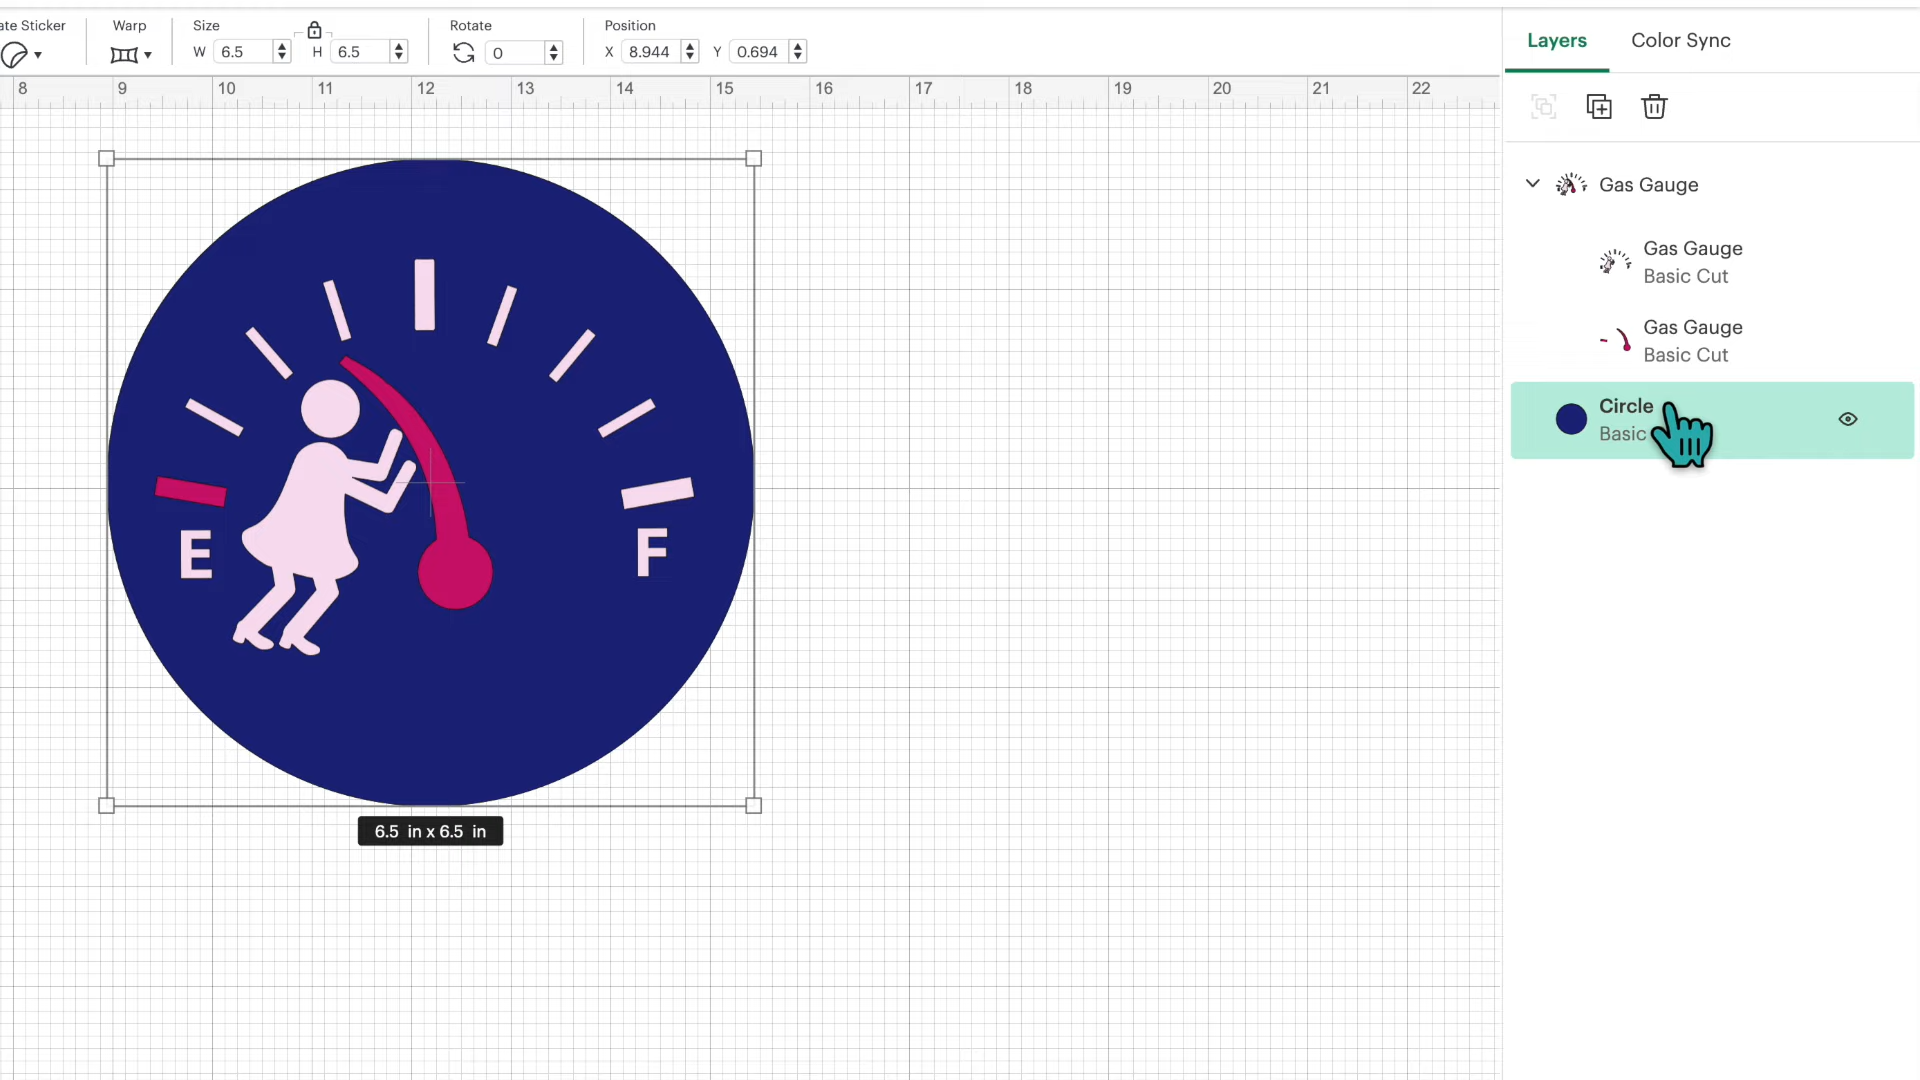 ate Sticker
Warp
Size
W 6.5
H 6.5
Rotate
0
Position
X 8.944
Y 0.694
Layers
Color Sync
8 9 10 11 12 13 14 15 16 17 18 19 20 21 22
Gas Gauge
Gas Gauge
Basic Cut
Gas Gauge
Basic Cut
Circle
Basic
E
F
6.5 in x 6.5 in